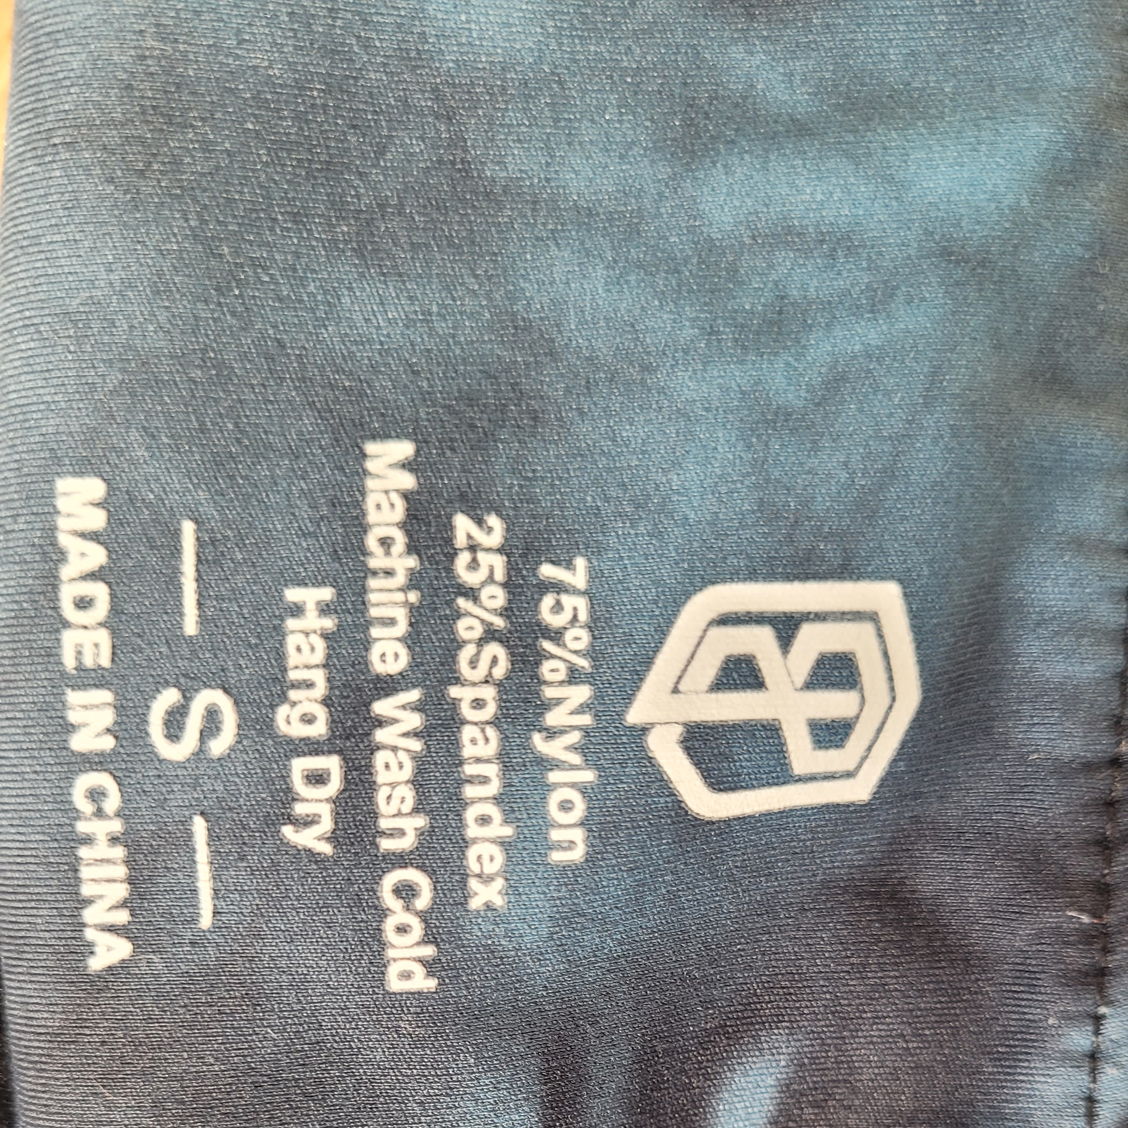 75%Nylon
25%Spandex
Machine Wash Cold
Hang Dry
— S —
MADE IN CHINA